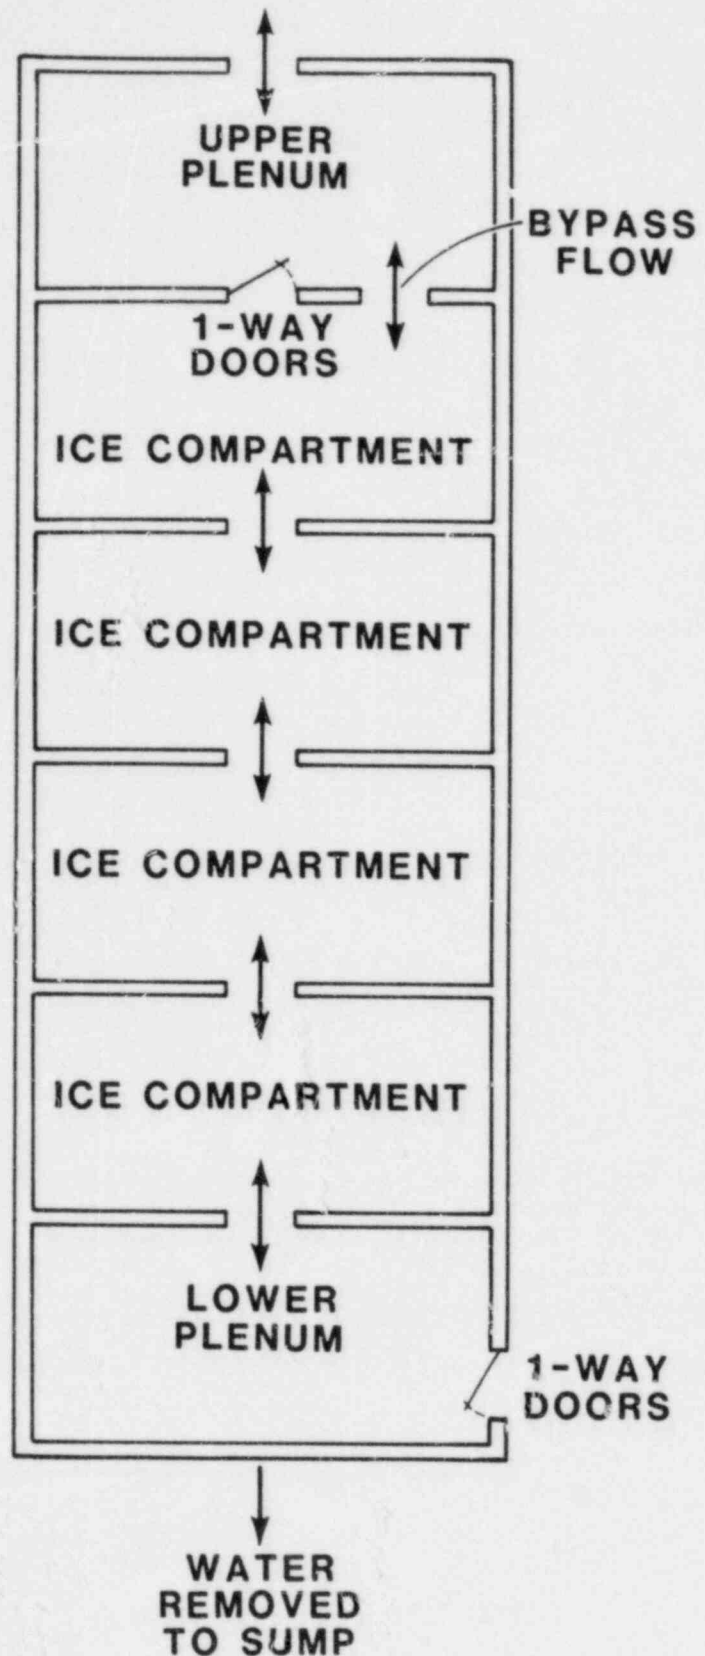 UPPER
PLENUM
BYPASS
FLOW
1-WAY
DOORS
ICE COMPARTMENT
ICE COMPARTMENT
ICE COMPARTMENT
ICE COMPARTMENT
LOWER
PLENUM
1-WAY
DOORS
WATER
REMOVED
TO SUMP